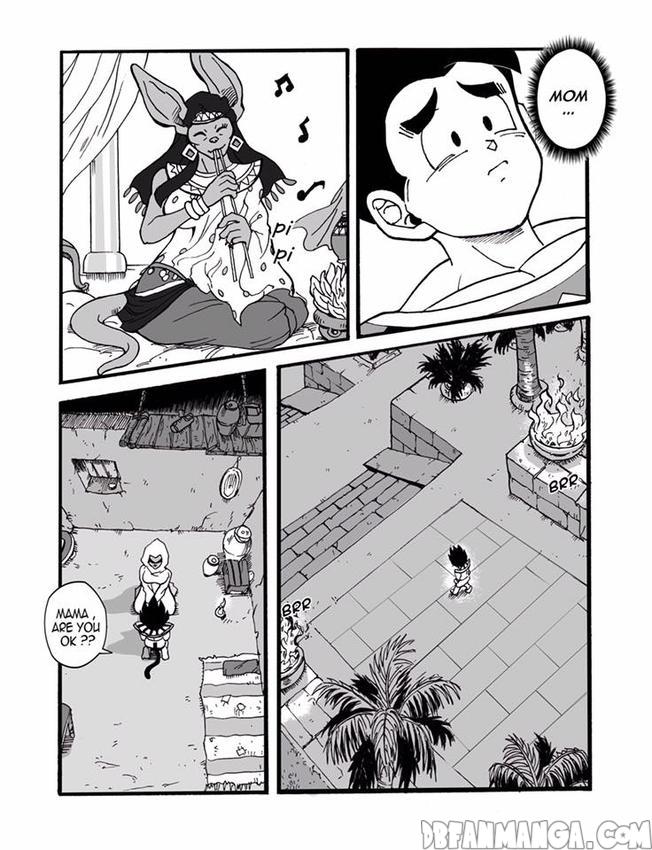 MOM
...
pi
pi
MAMA,
ARE YOU
OK ??
BRR
BRR
DBFANMANGA.COM